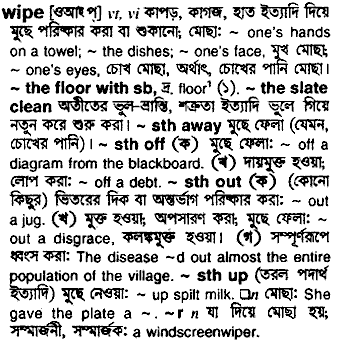 wipe [ওআংপ্] vt, vi কাপড়, কাগজ, হাত ইত্যাদি দিয়ে
মুছে পরিষ্কার করা বা শুকানো; মোছা: ~ one's hands
on a towel; ~ the dishes; ~ one's face, মুখ মোছা;
~ one's eyes, চোখ মোছা, অর্থাৎ, চোখের পানি মোছা।
~ the floor with sb, দ্র. floor¹ (১). ~ the slate
clean অতীতের ভুল-ভ্রান্তি, শত্রুতা ইত্যাদি ভুলে গিয়ে
নতুন করে শুরু করা। ~ sth away মুছে ফেলা (যেমন,
চোখের পানি)। ~ sth off (ক) মুছে ফেলা: ~ off a
diagram from the blackboard. (খ) দায়মুক্ত হওয়া;
লোপ করা: ~ off a debt. ~ sth out (ক) (কোনো
কিছুর) ভিতরের দিক বা অন্তর্ভাগ পরিষ্কার করা: ~ out
a jug. (খ) মুক্ত হওয়া; অপসারণ করা; মুছে ফেলা: ~
out a disgrace, কলঙ্কমুক্ত হওয়া। (গ) সম্পূর্ণরূপে
ধ্বংস করা: The disease ~d out almost the entire
population of the village. ~ sth up (তরল পদার্থ
ইত্যাদি) মুছে নেওয়া: ~ up spilt milk. □n মোছা: She
gave the plate a ~. ~r n যা দিয়ে মোছা হয়;
সম্মার্জনী, সম্মার্জক: a windscreenwiper.